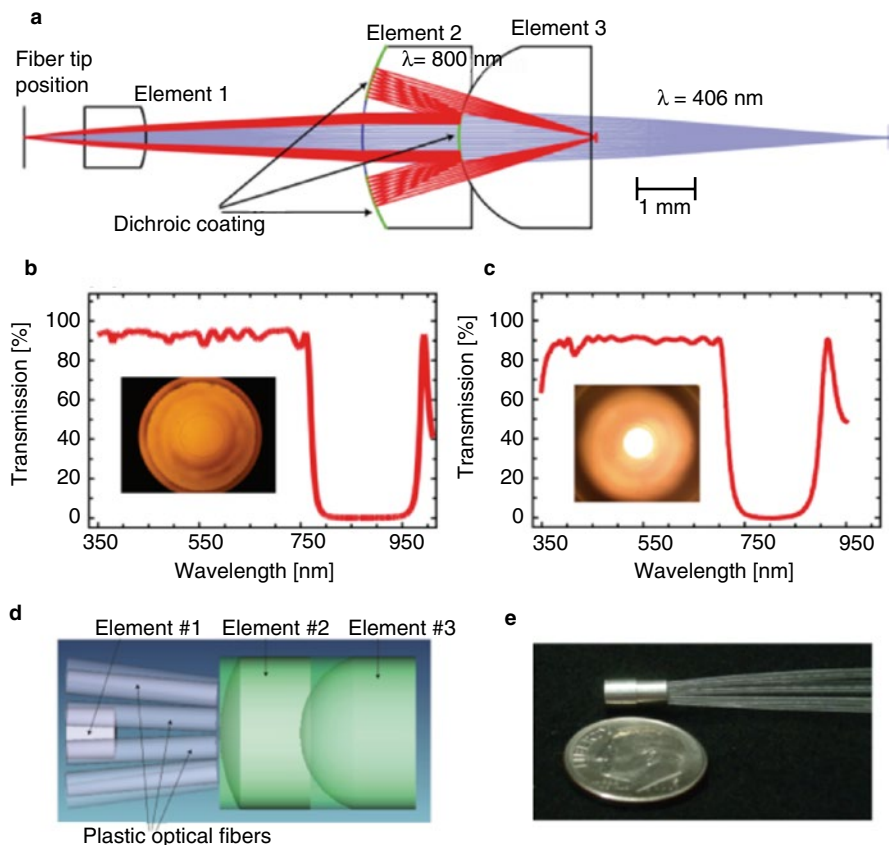 a
Element 2
Element 3
Fiber tip
position
Element 1
λ= 800 nm
λ = 406 nm
Dichroic coating
1 mm
b
c
Transmission [%]
100
80
60
40
20
0
350
550
750
950
Wavelength [nm]
Transmission [%]
100
80
60
40
20
0
350
550
750
950
Wavelength [nm]
d
Element #1
Element #2
Element #3
Plastic optical fibers
e